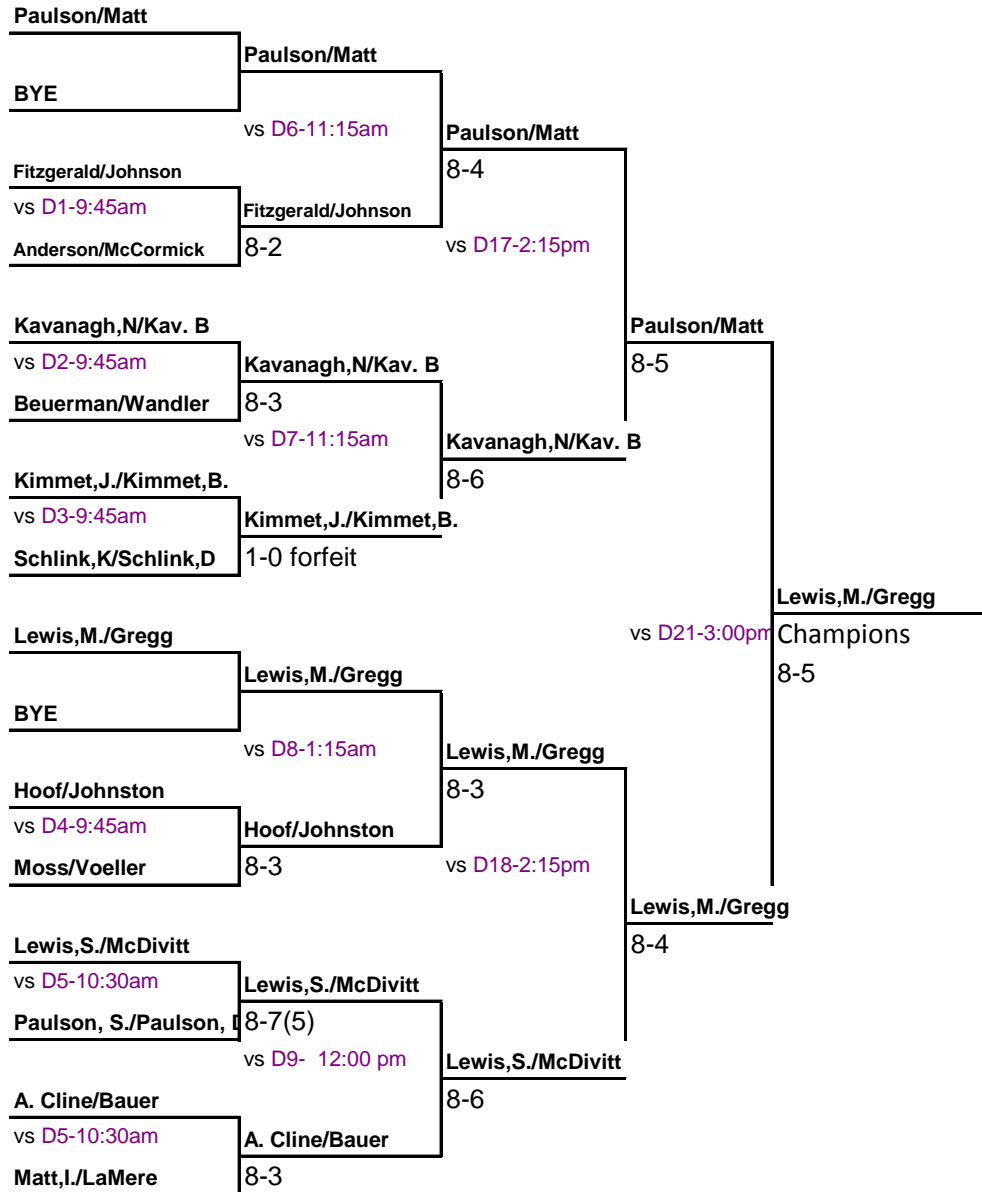 Paulson/Matt
Paulson/Matt
BYE
vs D6-11:15am
Paulson/Matt
Fitzgerald/Johnson
8-4
vs D1-9:45am
Fitzgerald/Johnson
Anderson/McCormick
8-2
vs D17-2:15pm
Kavanagh,N/Kav. B
Paulson/Matt
vs D2-9:45am
Kavanagh,N/Kav. B
8-5
Beuerman/Wandler
8-3
vs D7-11:15am
Kavanagh,N/Kav. B
Kimmet,J./Kimmet,B.
8-6
vs D3-9:45am
Kimmet,J./Kimmet,B.
Schlink,K/Schlink,D
1-0 forfeit
Lewis,M./Gregg
Lewis,M./Gregg
vs D21-3:00pm
Champions
Lewis,M./Gregg
8-5
BYE
vs D8-1:15am
Lewis,M./Gregg
Hoof/Johnston
8-3
vs D4-9:45am
Hoof/Johnston
Moss/Voeller
8-3
vs D18-2:15pm
Lewis,M./Gregg
Lewis,S./McDivitt
8-4
vs D5-10:30am
Lewis,S./McDivitt
Paulson, S./Paulson,
8-7(5)
vs D9- 12:00 pm
Lewis,S./McDivitt
A. Cline/Bauer
8-6
vs D5-10:30am
A. Cline/Bauer
Matt,I./LaMere
8-3